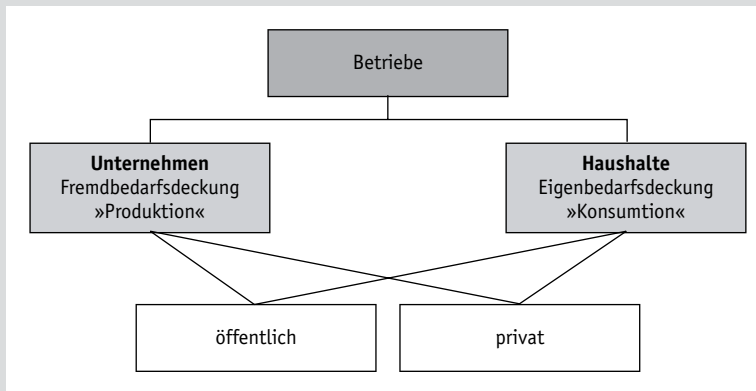 Betriebe
Unternehmen
Fremdbedarfsdeckung
»Produktion«
Haushalte
Eigenbedarfsdeckung
»Konsumtion«
öffentlich
privat